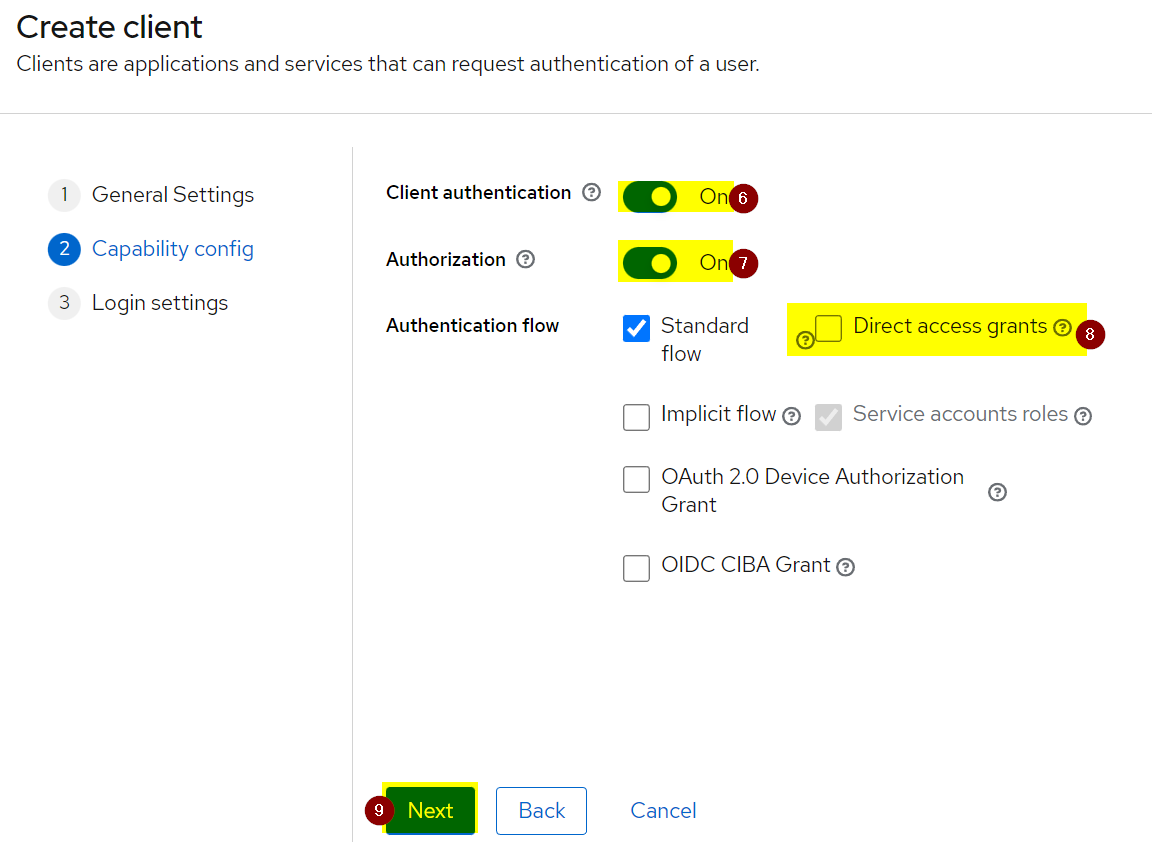 Create client
Clients are applications and services that can request authentication of a user.
1 General Settings
2 Capability config
3 Login settings
Client authentication ? On 6
Authorization ? On 7
Authentication flow
Standard
flow
? Direct access grants ? 8
Implicit flow ? Service accounts roles ?
OAuth 2.0 Device Authorization
Grant ?
OIDC CIBA Grant ?
9 Next Back Cancel